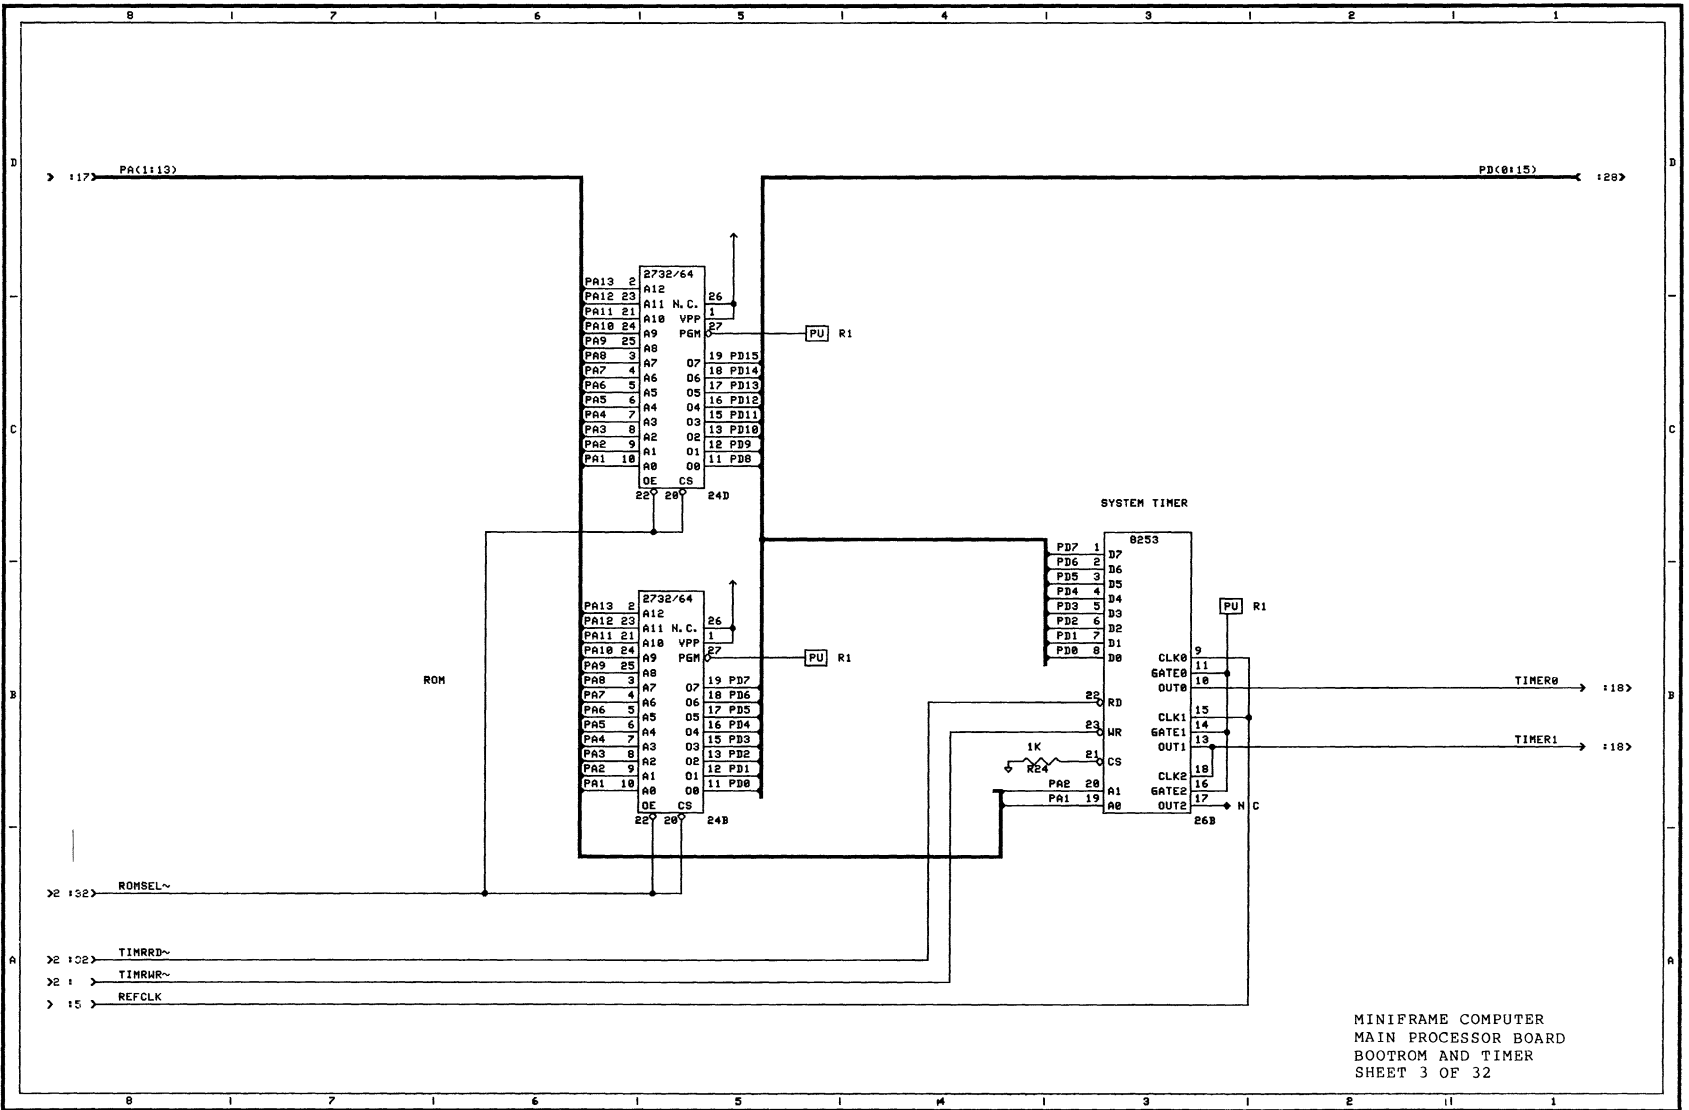 8 7 6 5 4 3 2 1
D D
> :17> PA(1:13) PD(0:15) < :28>
2732/64
PA13 2 A12
PA12 23 A11 N.C. 26
PA11 21 A10 VPP 1
PA10 24 A9 PGM 27 PU R1
PA9 25 A8
PA8 3 A7 O7 19 PD15
PA7 4 A6 O6 18 PD14
PA6 5 A5 O5 17 PD13
PA5 6 A4 O4 16 PD12
PA4 7 A3 O3 15 PD11
PA3 8 A2 O2 13 PD10
PA2 9 A1 O1 12 PD9
PA1 10 A0 O0 11 PD8
OE CS
22 20 24D
C C
SYSTEM TIMER
8253
PD7 1 D7
PD6 2 D6
PD5 3 D5
PD4 4 D4
PD3 5 D3
PD2 6 D2
PD1 7 D1
PD0 8 D0
PU R1
CLK0 9
GATE0 11
OUT0 10 TIMER0 > :18>
22 RD
CLK1 15
23 WR GATE1 14
OUT1 13 TIMER1 > :18>
1K
R24
21 CS
CLK2 18
PA2 20 A1 GATE2 16
PA1 19 A0 OUT2 17 N C
26B
2732/64
PA13 2 A12
PA12 23 A11 N.C. 26
PA11 21 A10 VPP 1
PA10 24 A9 PGM 27 PU R1
PA9 25 A8
PA8 3 A7 O7 19 PD7
PA7 4 A6 O6 18 PD6
PA6 5 A5 O5 17 PD5
PA5 6 A4 O4 16 PD4
PA4 7 A3 O3 15 PD3
PA3 8 A2 O2 13 PD2
PA2 9 A1 O1 12 PD1
PA1 10 A0 O0 11 PD0
OE CS
22 20 24B
ROM
B B
>2 :32> ROMSEL~
A A
>2 :32> TIMRRD~
>2 : > TIMRWR~
> :5 > REFCLK
MINIFRAME COMPUTER
MAIN PROCESSOR BOARD
BOOTROM AND TIMER
SHEET 3 OF 32
8 7 6 5 3 2 1